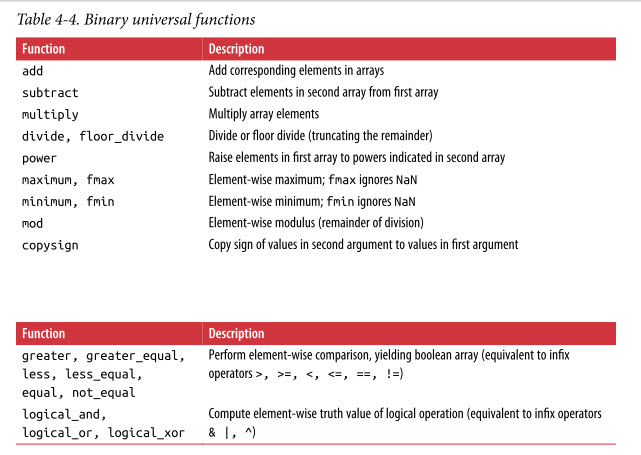 Table 4-4. Binary universal functions
Function Description
add Add corresponding elements in arrays
subtract Subtract elements in second array from first array
multiply Multiply array elements
divide, floor_divide Divide or floor divide (truncating the remainder)
power Raise elements in first array to powers indicated in second array
maximum, fmax Element-wise maximum; fmax ignores NaN
minimum, fmin Element-wise minimum; fmin ignores NaN
mod Element-wise modulus (remainder of division)
copysign Copy sign of values in second argument to values in first argument
Function Description
greater, greater_equal, Perform element-wise comparison, yielding boolean array (equivalent to infix
less, less_equal, operators >, >=, <, <=, ==, !=)
equal, not_equal
logical_and, Compute element-wise truth value of logical operation (equivalent to infix operators
logical_or, logical_xor & |, ^)